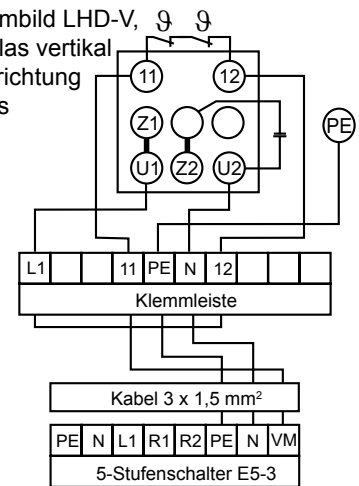 mbild LHD-V,
las vertikal
richtung
s
ϑ ϑ
11 12
Z1
U1 Z2 U2
PE
L1 11 PE N 12
Klemmleiste
Kabel 3 x 1,5 mm²
PE N L1 R1 R2 PE N VM
5-Stufenschalter E5-3